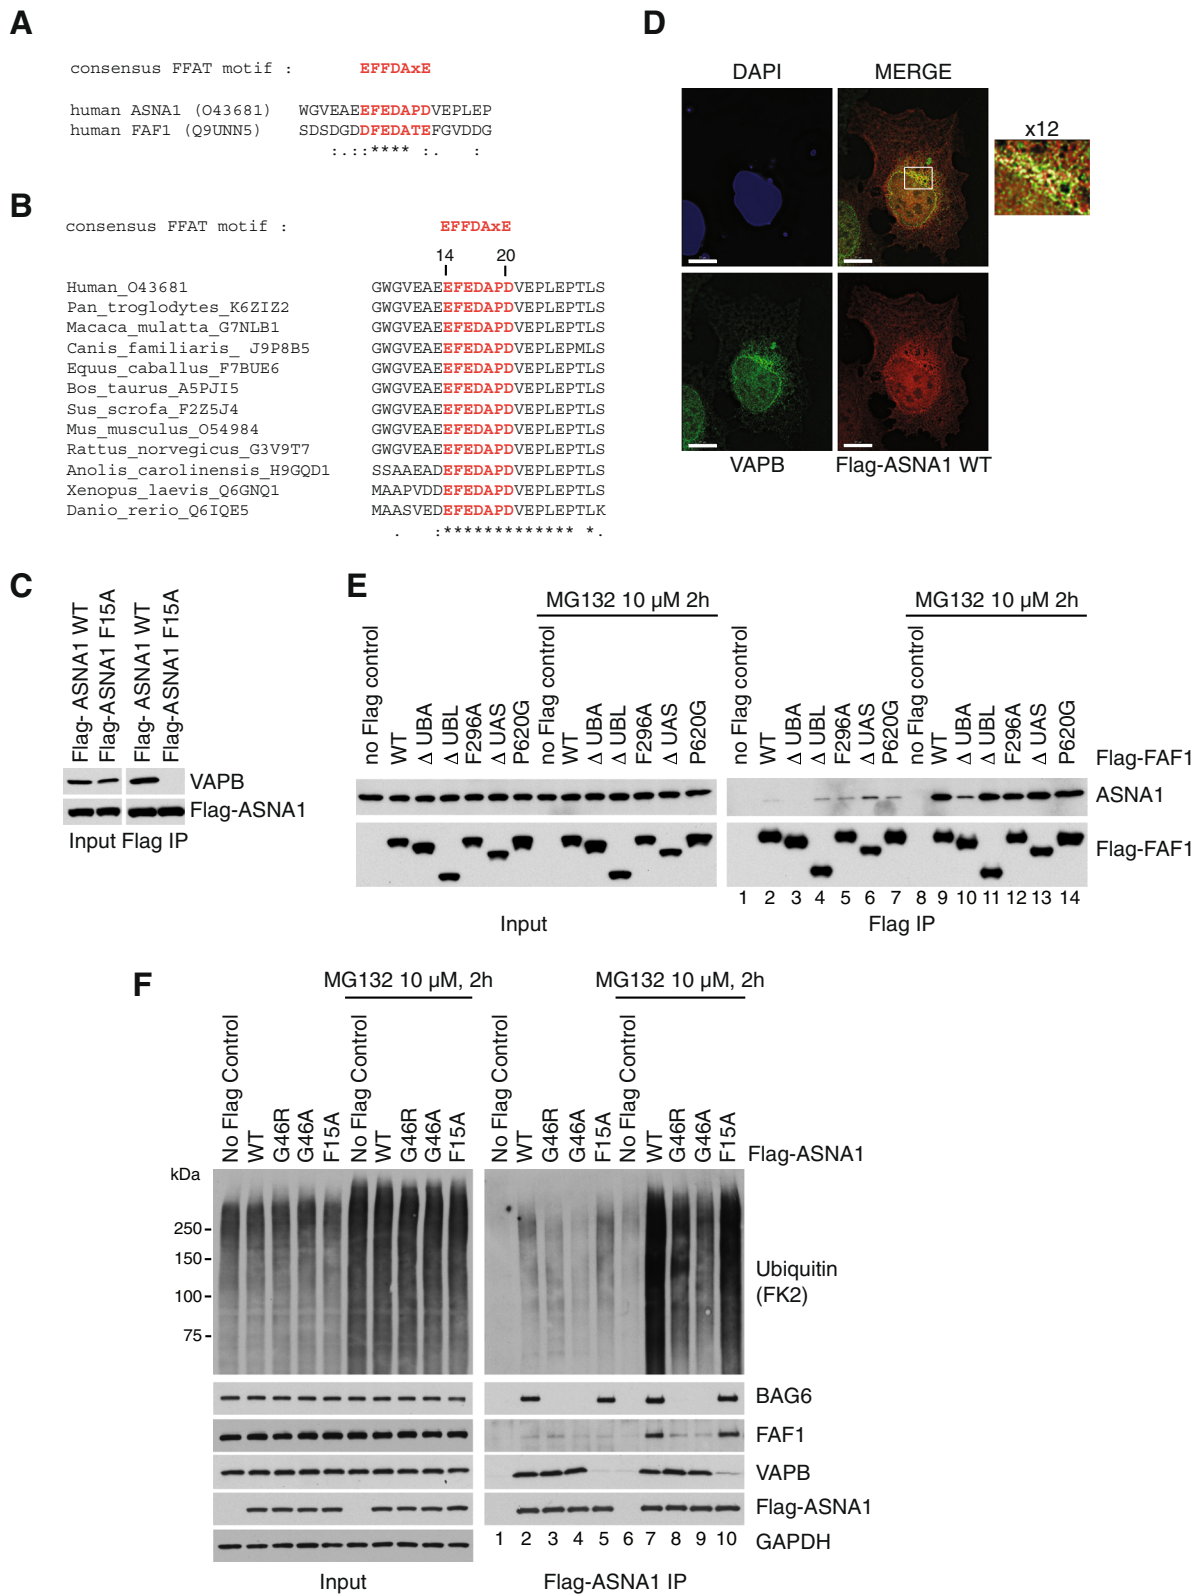 A
consensus FFAT motif : EFFDAxE
human ASNA1 (O43681) WGVEAEEFEDAPDVEPLEP
human FAF1 (Q9UNN5) SDSDGDDFEDATEFGVDDG
:.::**** :. :
B
consensus FFAT motif : EFFDAxE
14 20
Human_O43681 GWGVEAEEFEDAPDVEPLEPTLS
Pan_troglodytes_K6ZIZ2 GWGVEAEEFEDAPDVEPLEPTLS
Macaca_mulatta_G7NLB1 GWGVEAEEFEDAPDVEPLEPTLS
Canis_familiaris_ J9P8B5 GWGVEAEEFEDAPDVEPLEPMLS
Equus_caballus_F7BUE6 GWGVEAEEFEDAPDVEPLEPTLS
Bos_taurus_A5PJI5 GWGVEAEEFEDAPDVEPLEPTLS
Sus_scrofa_F2Z5J4 GWGVEAEEFEDAPDVEPLEPTLS
Mus_musculus_O54984 GWGVEAEEFEDAPDVEPLEPTLS
Rattus_norvegicus_G3V9T7 GWGVEAEEFEDAPDVEPLEPTLS
Anolis_carolinensis_H9GQD1 SSAAEADEFEDAPDVEPLEPTLS
Xenopus_laevis_Q6GNQ1 MAAPVDDEFEDAPDVEPLEPTLS
Danio_rerio_Q6IQE5 MAASVEDEFEDAPDVEPLEPTLK
. :************* *.
D
DAPI MERGE
x12
VAPB Flag-ASNA1 WT
C
Flag- ASNA1 WT
Flag- ASNA1 F15A
Flag- ASNA1 WT
Flag-ASNA1 F15A
VAPB
Flag-ASNA1
Input Flag IP
E
MG132 10 µM 2h MG132 10 µM 2h
no Flag control WT Δ UBA Δ UBL F296A Δ UAS P620G no Flag control WT Δ UBA Δ UBL F296A Δ UAS P620G no Flag control WT Δ UBA Δ UBL F296A Δ UAS P620G no Flag control WT Δ UBA Δ UBL F296A Δ UAS P620G
Flag-FAF1
ASNA1
Flag-FAF1
1 2 3 4 5 6 7 8 9 10 11 12 13 14
Input Flag IP
F
MG132 10 µM, 2h MG132 10 µM, 2h
No Flag Control WT G46R G46A F15A No Flag Control WT G46R G46A F15A No Flag Control WT G46R G46A F15A No Flag Control WT G46R G46A F15A
Flag-ASNA1
kDa
250
150
100
75
Ubiquitin
(FK2)
BAG6
FAF1
VAPB
Flag-ASNA1
1 2 3 4 5 6 7 8 9 10
GAPDH
Input Flag-ASNA1 IP